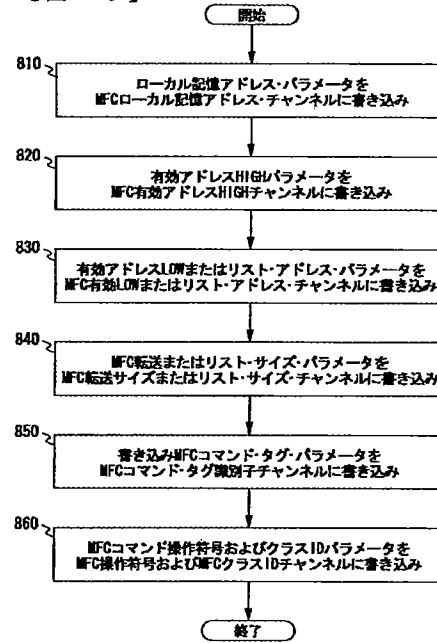 開始
810
ローカル記憶アドレス・パラメータを
MFCローカル記憶アドレス・チャンネルに書き込み
820
有効アドレスHIGHパラメータを
MFC有効アドレスHIGHチャンネルに書き込み
830
有効アドレスLOWまたはリスト・アドレス・パラメータを
MFC有効LOWまたはリスト・アドレス・チャンネルに書き込み
840
MFC転送またはリスト・サイズ・パラメータを
MFC転送サイズまたはリスト・サイズ・チャンネルに書き込み
850
書き込みMFCコマンド・タグ・パラメータを
MFCコマンド・タグ識別子チャンネルに書き込み
860
MFCコマンド操作符号およびクラスIDパラメータを
MFC操作符号およびMFCクラスIDチャンネルに書き込み
終了